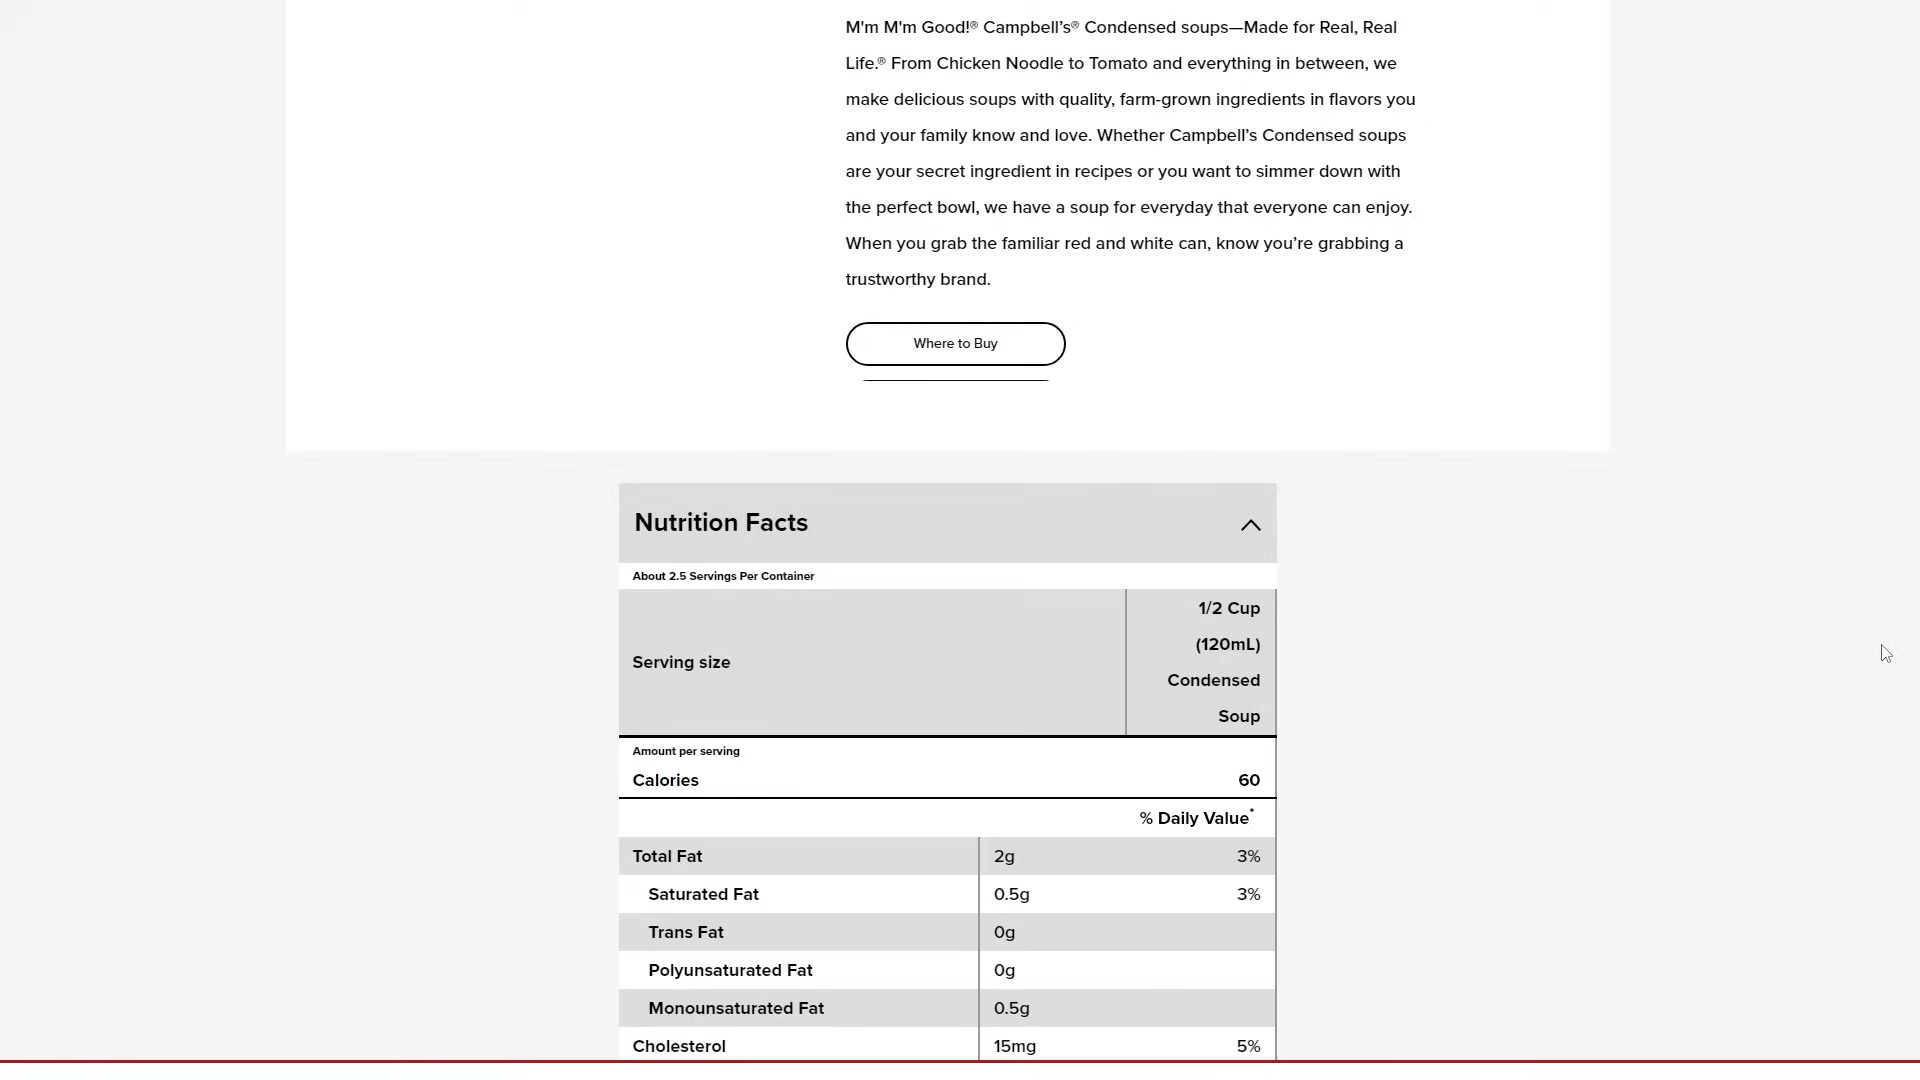 M'm M'm Good!® Campbell’s® Condensed soups—Made for Real, Real
Life.® From Chicken Noodle to Tomato and everything in between, we
make delicious soups with quality, farm-grown ingredients in flavors you
and your family know and love. Whether Campbell’s Condensed soups
are your secret ingredient in recipes or you want to simmer down with
the perfect bowl, we have a soup for everyday that everyone can enjoy.
When you grab the familiar red and white can, know you’re grabbing a
trustworthy brand.
Where to Buy
Nutrition Facts
About 2.5 Servings Per Container
Serving size
1/2 Cup
(120mL)
Condensed
Soup
Amount per serving
Calories 60
% Daily Value*
Total Fat 2g 3%
Saturated Fat 0.5g 3%
Trans Fat 0g
Polyunsaturated Fat 0g
Monounsaturated Fat 0.5g
Cholesterol 15mg 5%